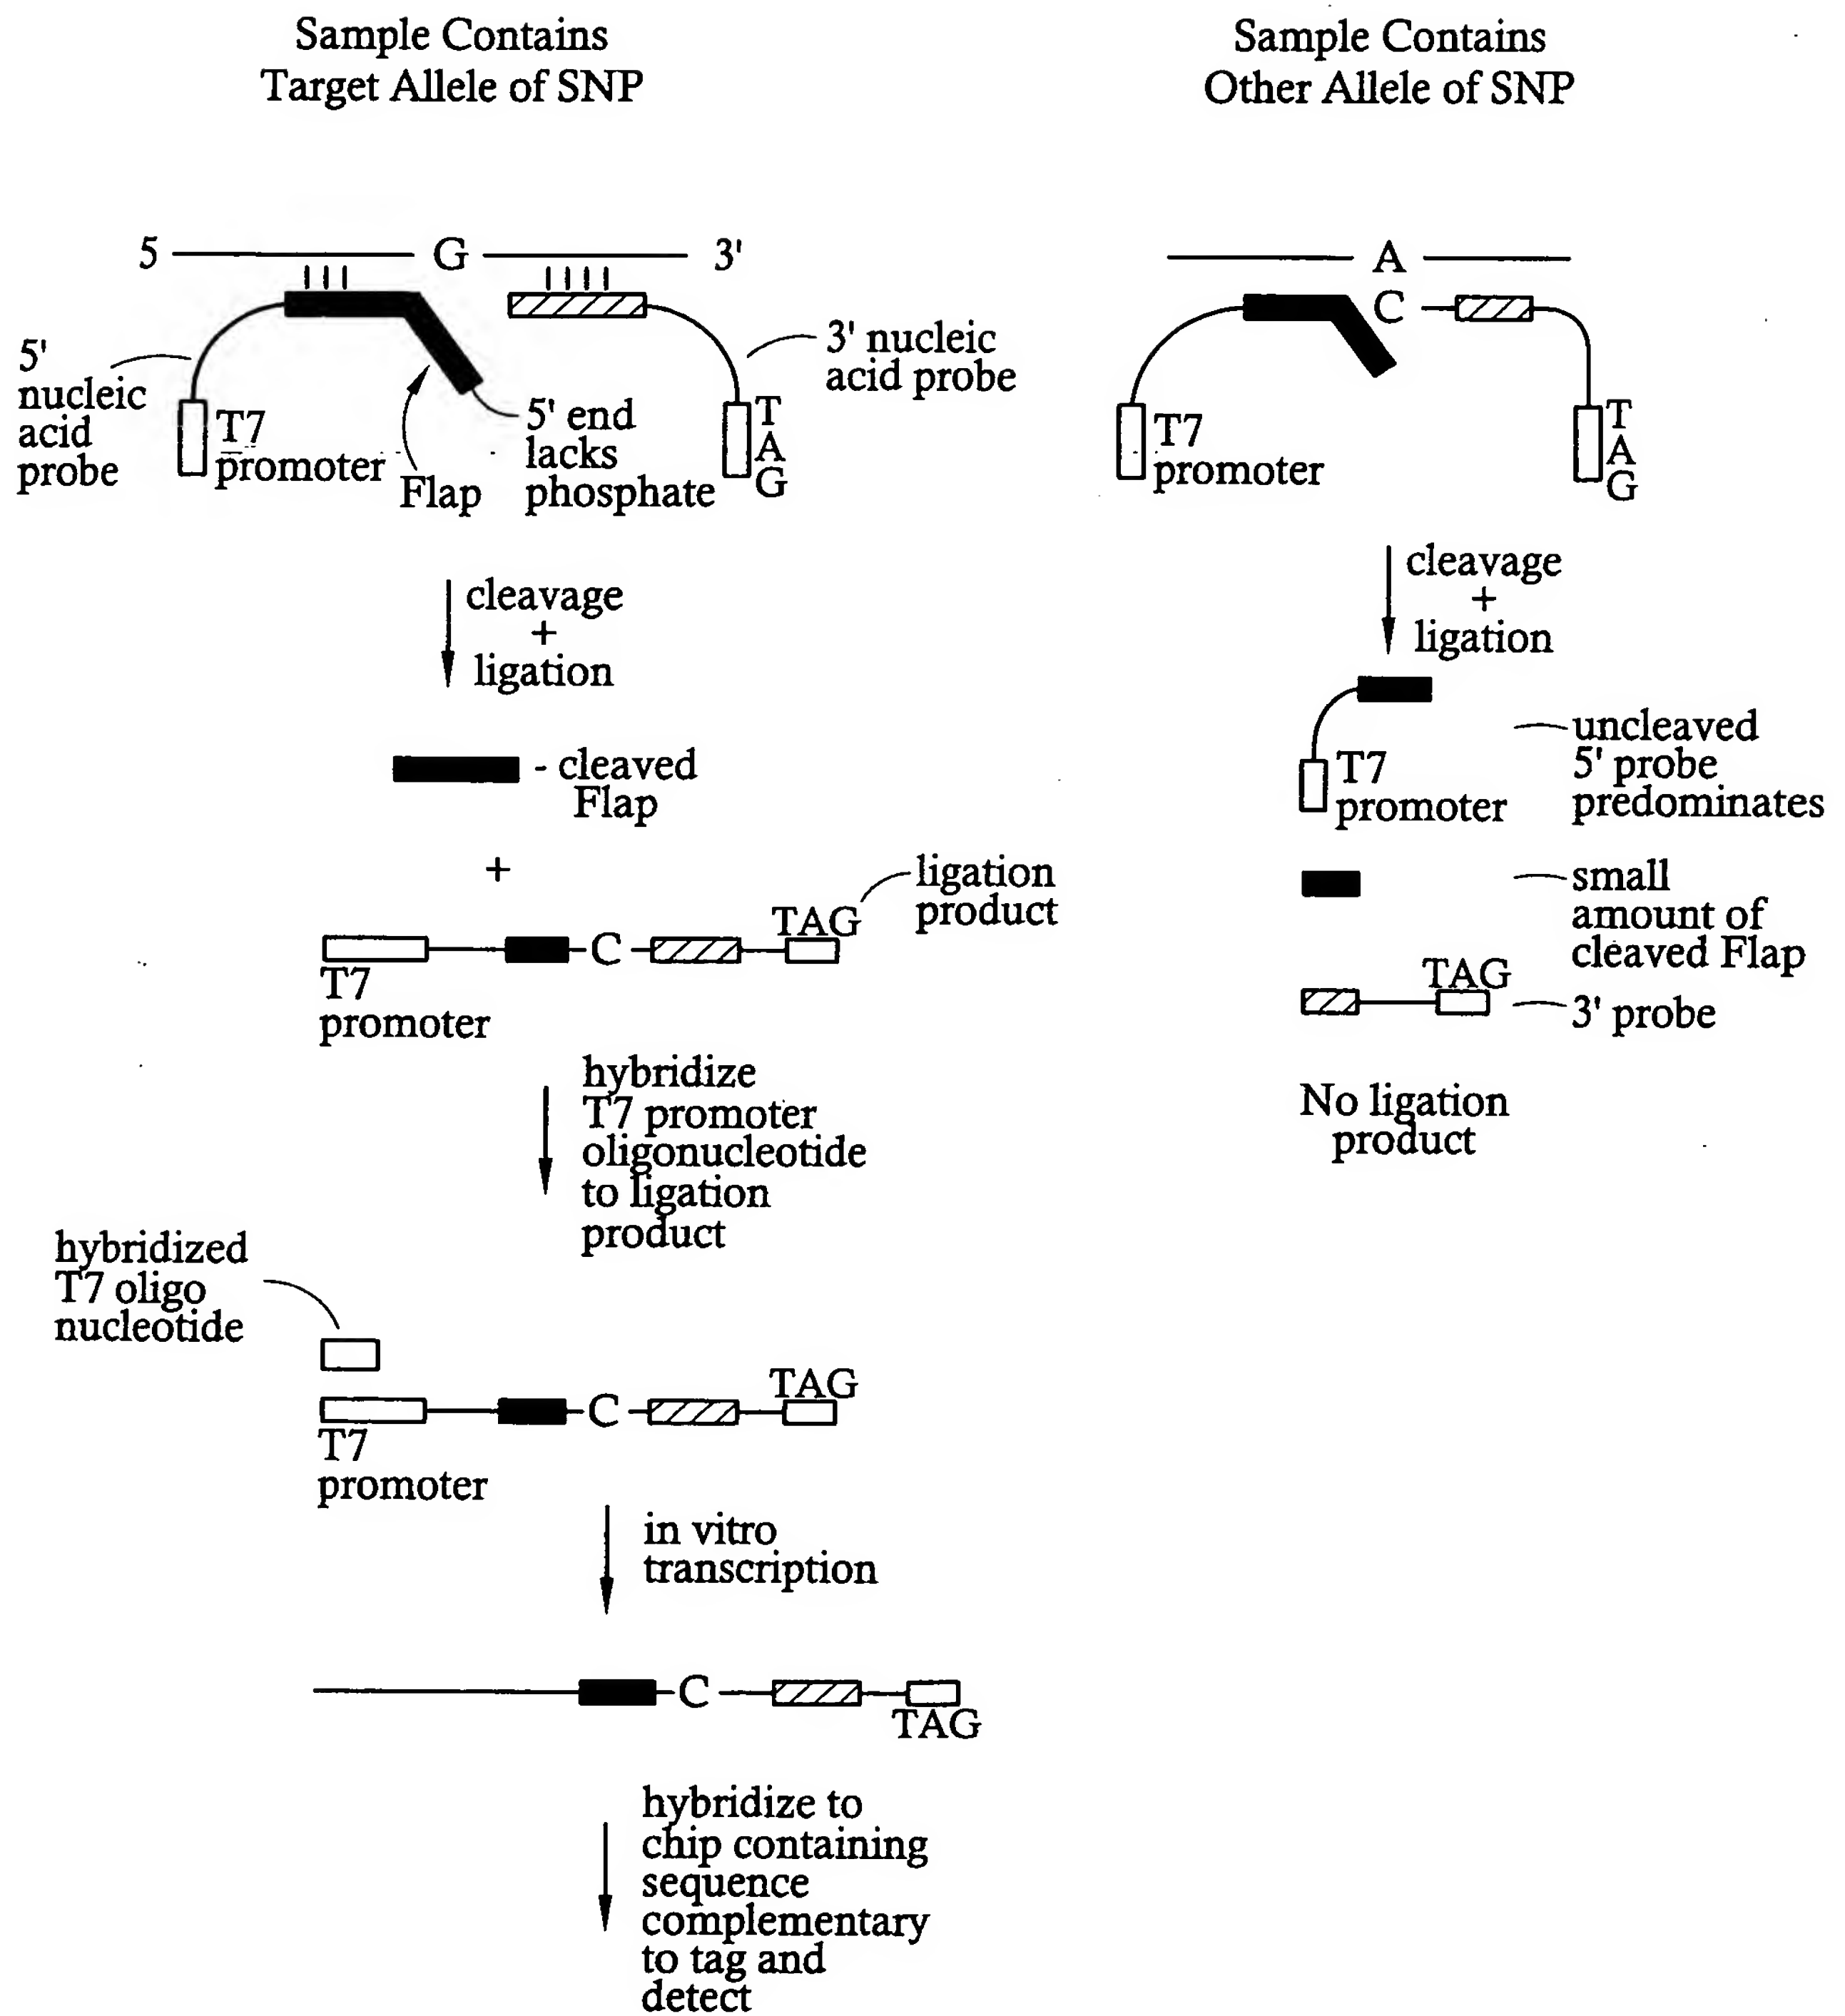 Sample Contains
Target Allele of SNP
5
G
3'
5'
nucleic
acid
probe
T7
promoter
Flap
5' end
lacks
phosphate
T
A
G
3' nucleic
acid probe
cleavage
+
ligation
- cleaved
Flap
+
ligation
product
TAG
C
T7
promoter
hybridize
T7 promoter
oligonucleotide
to ligation
product
hybridized
T7 oligo
nucleotide
TAG
C
T7
promoter
in vitro
transcription
C
TAG
hybridize to
chip containing
sequence
complementary
to tag and
detect
Sample Contains
Other Allele of SNP
A
C
T7
promoter
T
A
G
cleavage
+
ligation
T7
promoter
uncleaved
5' probe
predominates
small
amount of
cleaved Flap
TAG
3' probe
No ligation
product